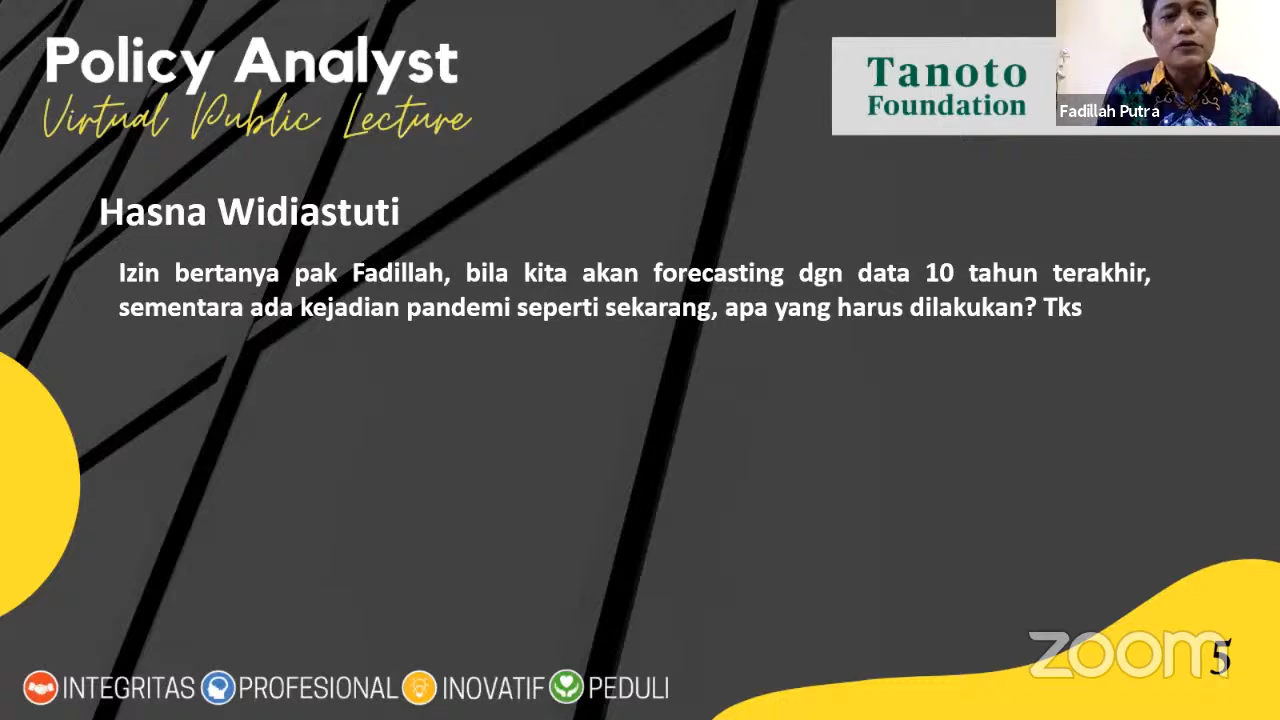 Policy Analyst
Virtual Public Lecture
Tanoto
Foundation
Fadillah Putra
Hasna Widiastuti
Izin bertanya pak Fadillah, bila kita akan forecasting dgn data 10 tahun terakhir,
sementara ada kejadian pandemi seperti sekarang, apa yang harus dilakukan? Tks
zoom
5
INTEGRITAS PROFESIONAL INOVATIF PEDULI